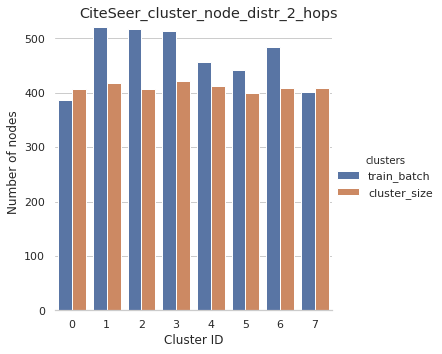 CiteSeer_cluster_node_distr_2_hops
500
400
300
200
100
0
Number of nodes
0 1 2 3 4 5 6 7
Cluster ID
clusters
train_batch
cluster_size